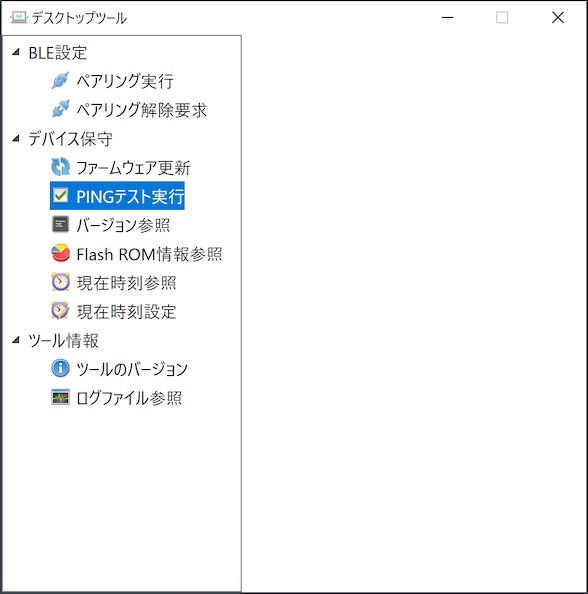 デスクトップツール
BLE設定
ペアリング実行
ペアリング解除要求
デバイス保守
ファームウェア更新
PINGテスト実行
バージョン参照
Flash ROM情報参照
現在時刻参照
現在時刻設定
ツール情報
ツールのバージョン
ログファイル参照